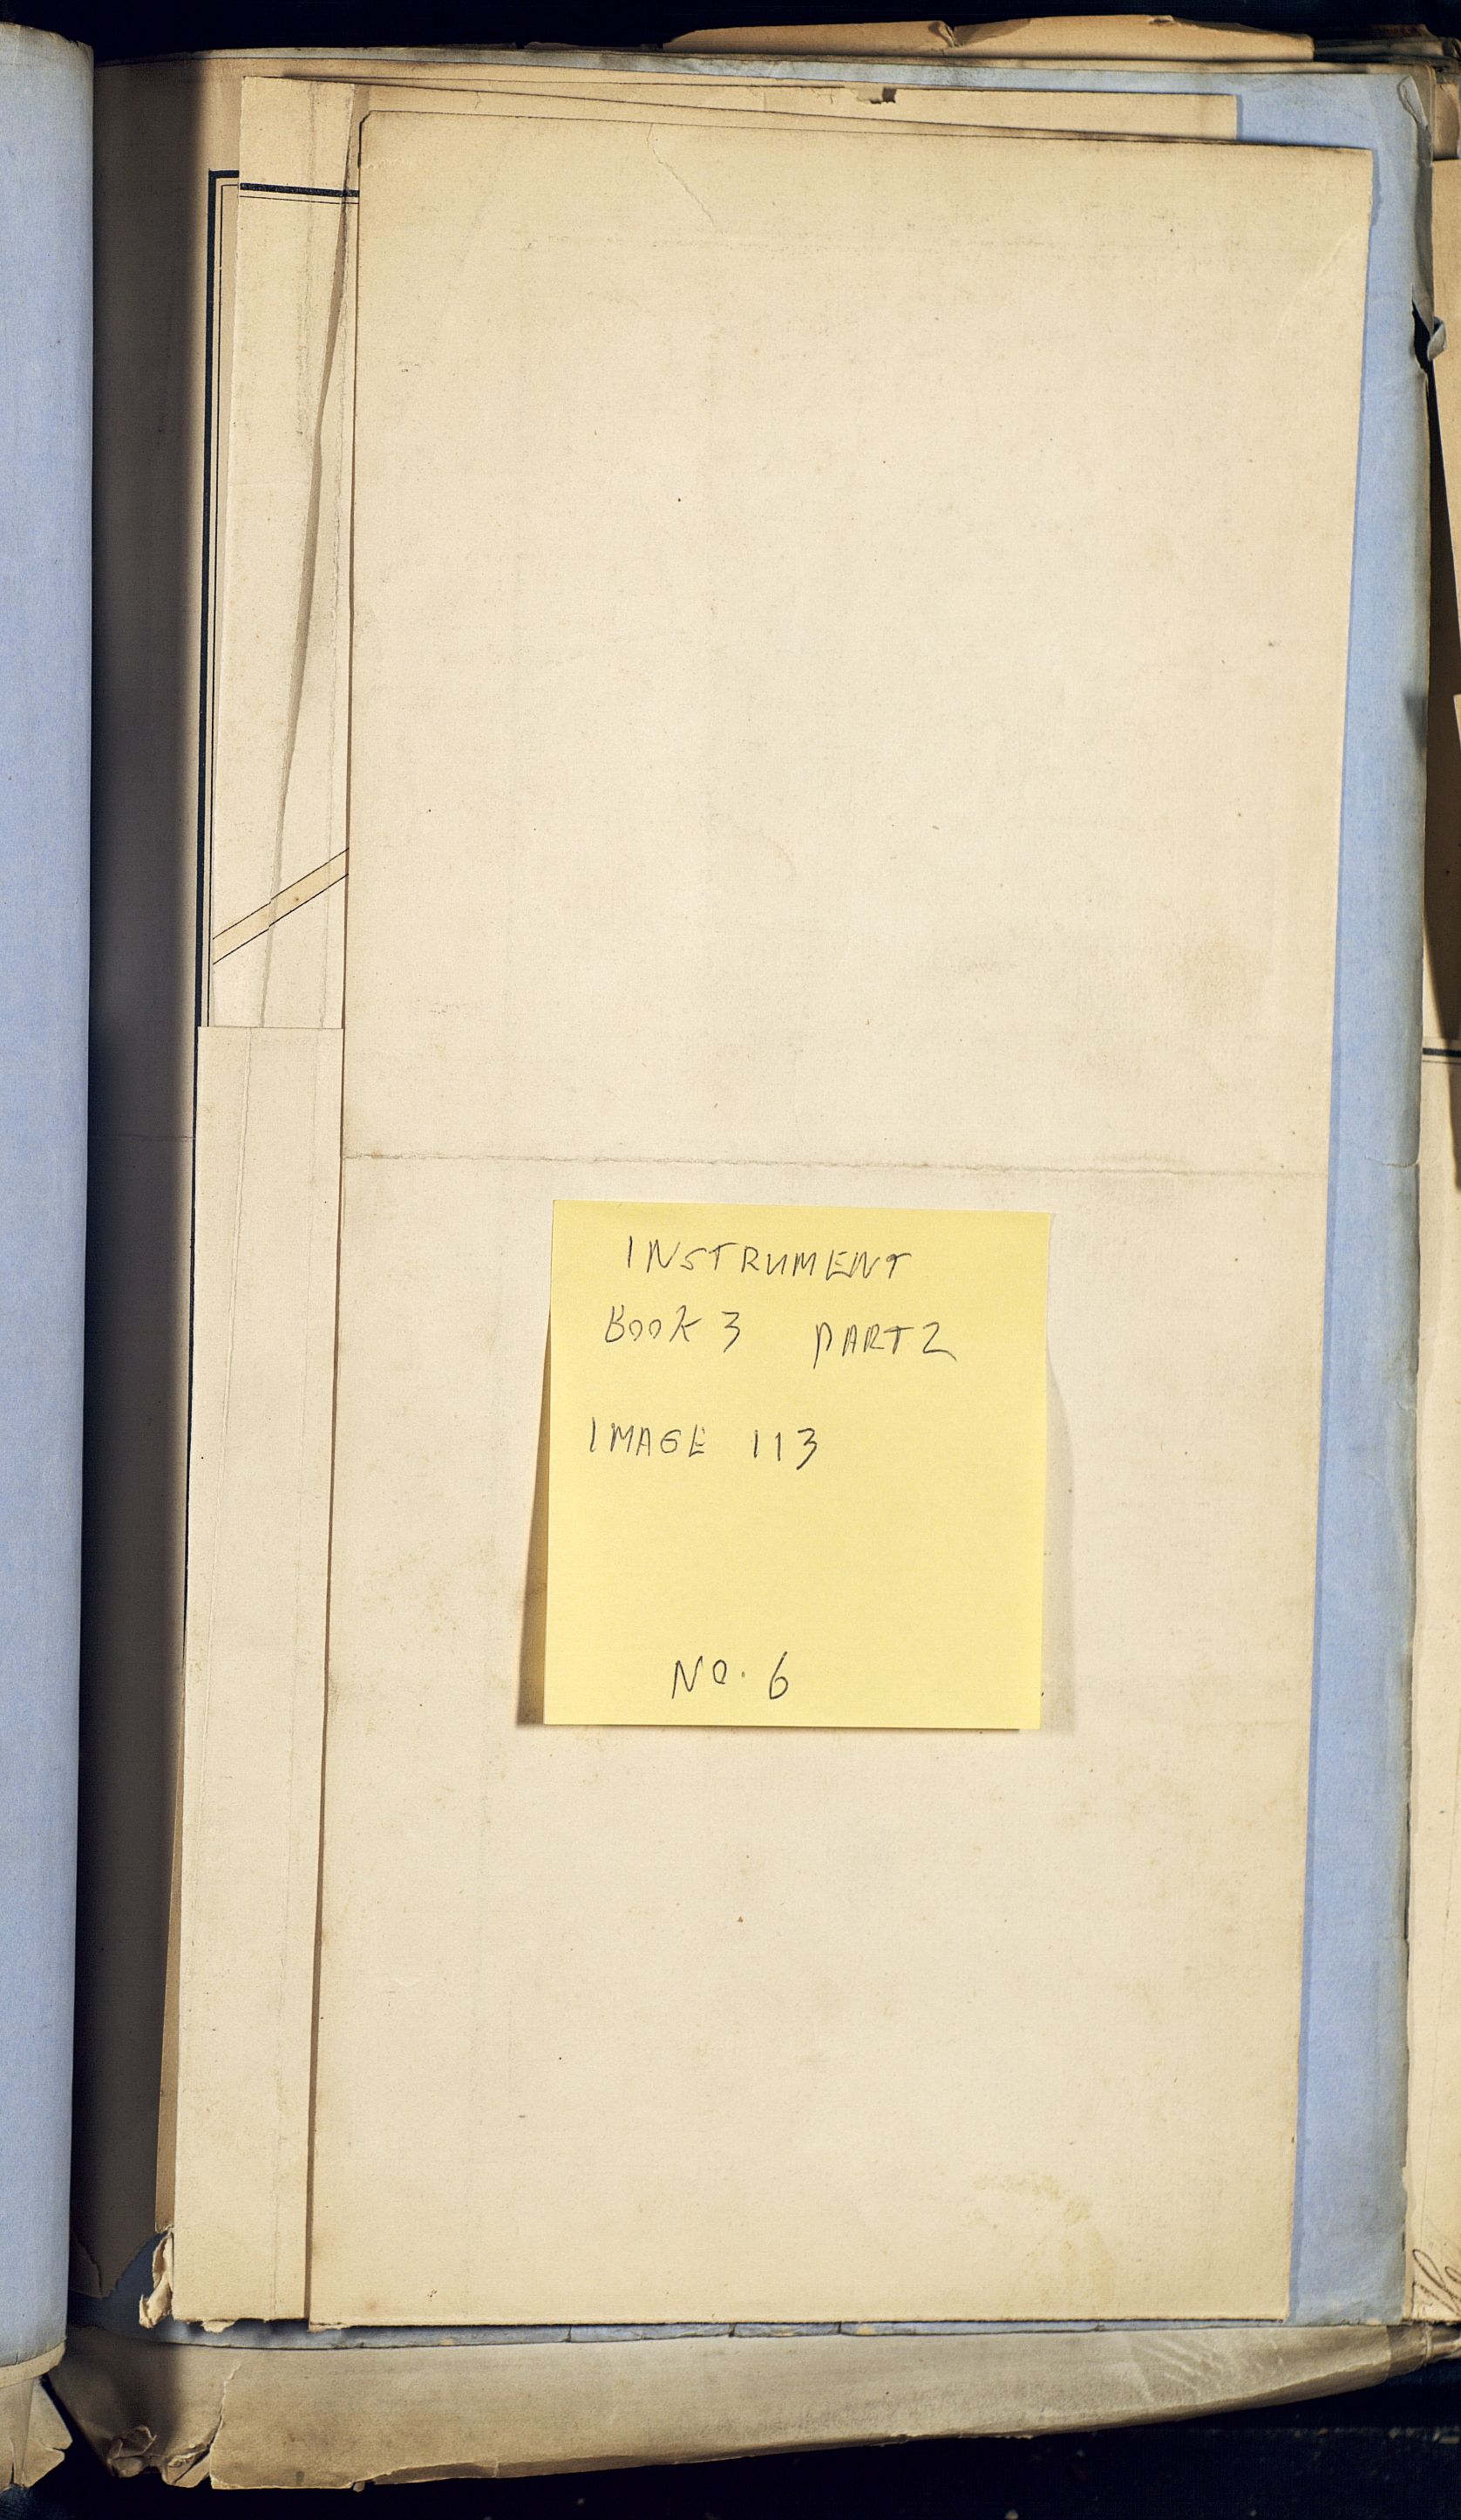 INSTRUMENT
BOOK 3 PART 2
IMAGE 113
NO. 6